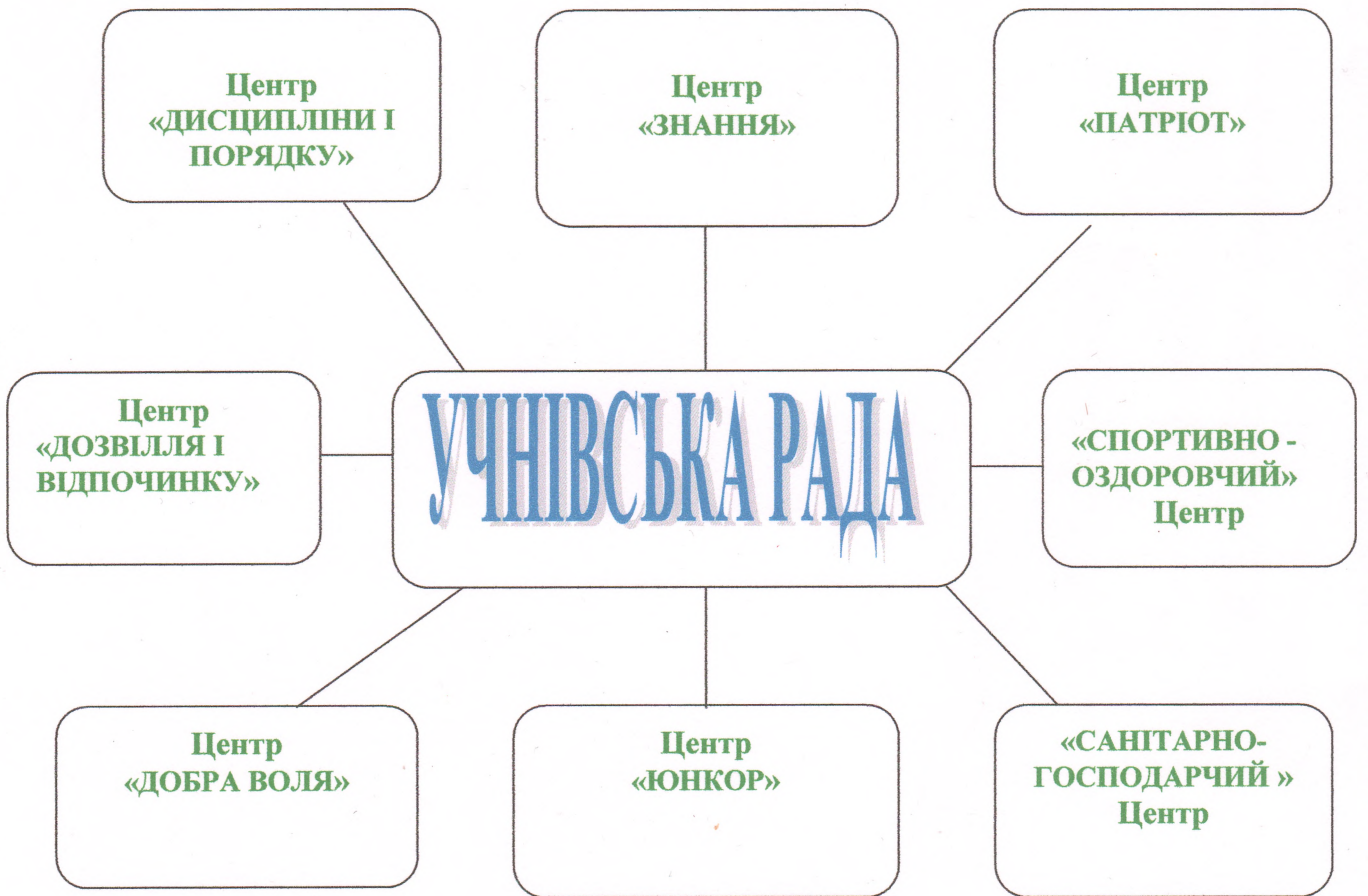 Центр
«ДИСЦИПЛІНИ І
ПОРЯДКУ»
Центр
«ЗНАННЯ»
Центр
«ПАТРІОТ»
Центр
«ДОЗВІЛЛЯ І
ВІДПОЧИНКУ»
УЧНІВСЬКА РАДА
«СПОРТИВНО -
ОЗДОРОВЧИЙ»
Центр
Центр
«ДОБРА ВОЛЯ»
Центр
«ЮНКОР»
«САНІТАРНО-
ГОСПОДАРЧИЙ »
Центр